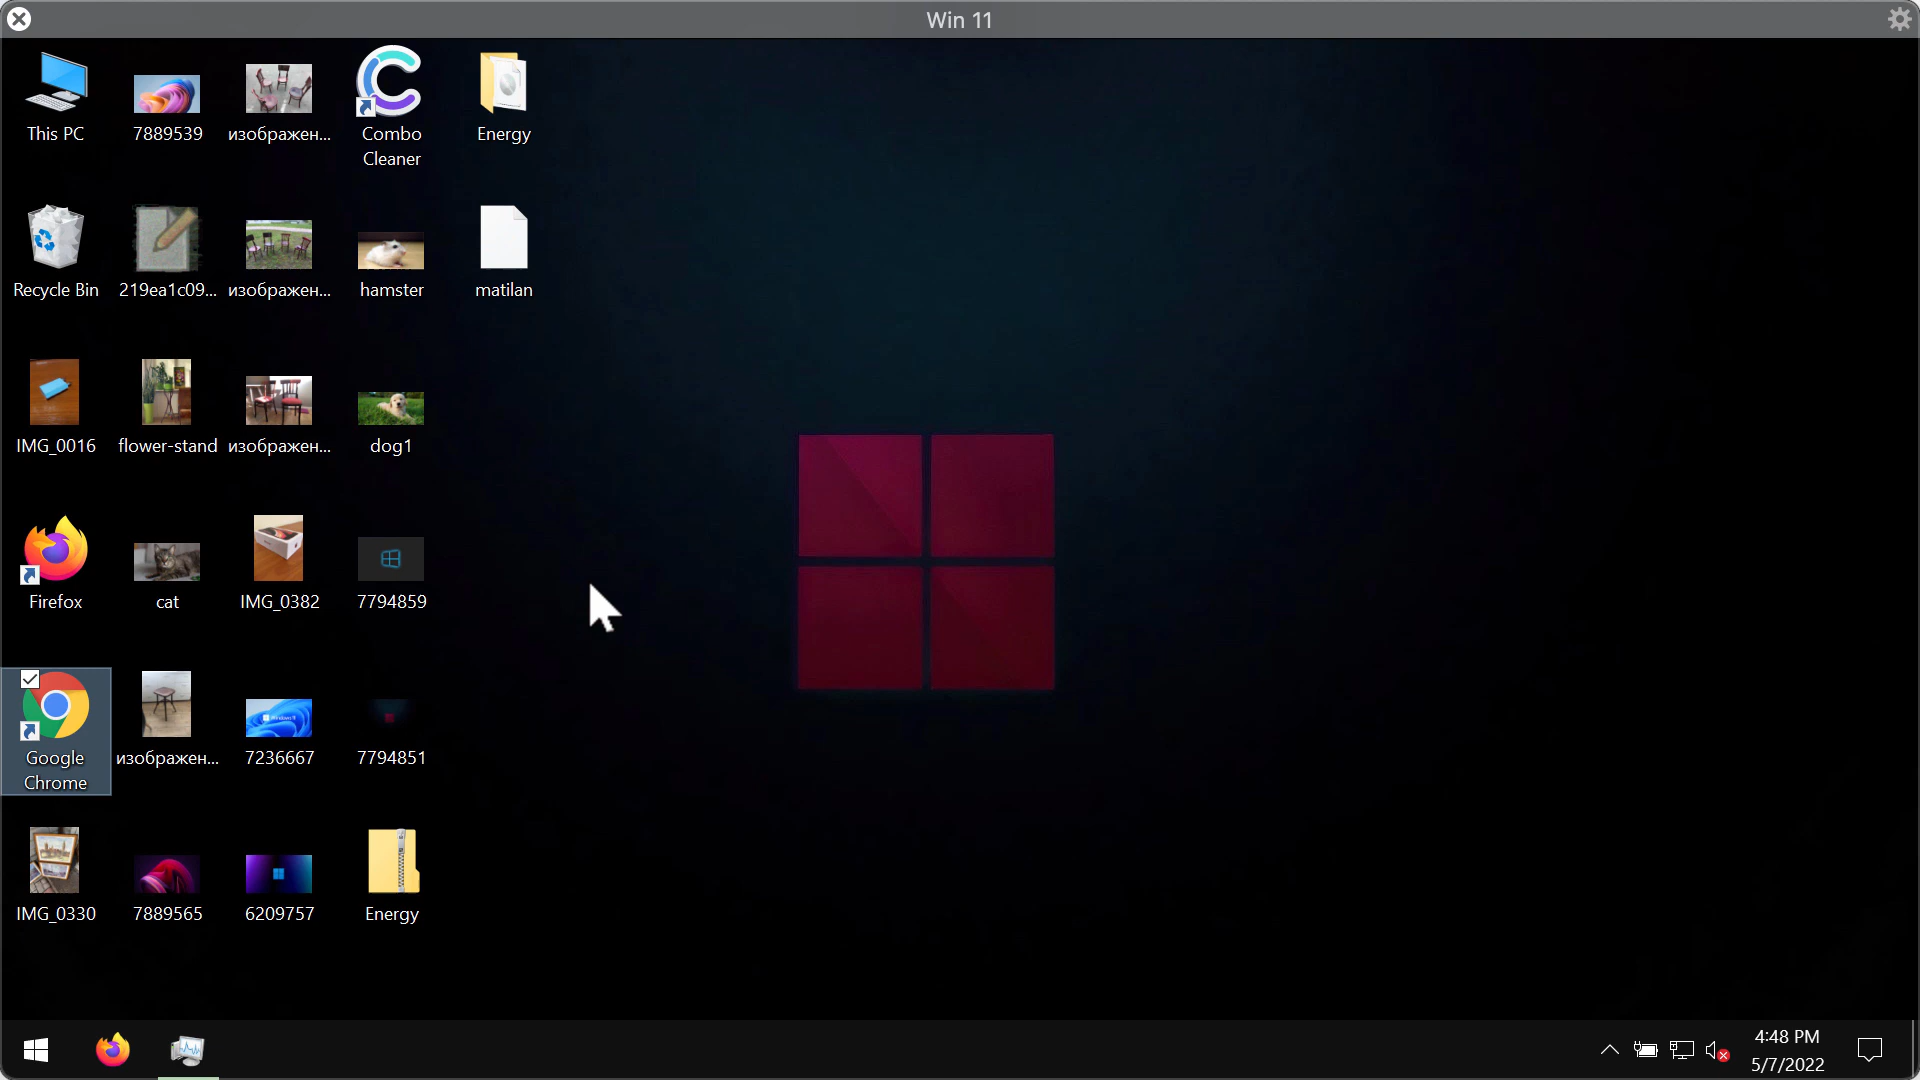 Win 11
This PC
7889539
изображен...
Combo
Cleaner
Energy
Recycle Bin
219ea1c09...
изображен...
hamster
matilan
IMG_0016
flower-stand
изображен...
dog1
Firefox
cat
IMG_0382
7794859
Google
Chrome
изображен...
7236667
7794851
IMG_0330
7889565
6209757
Energy
4:48 PM
5/7/2022